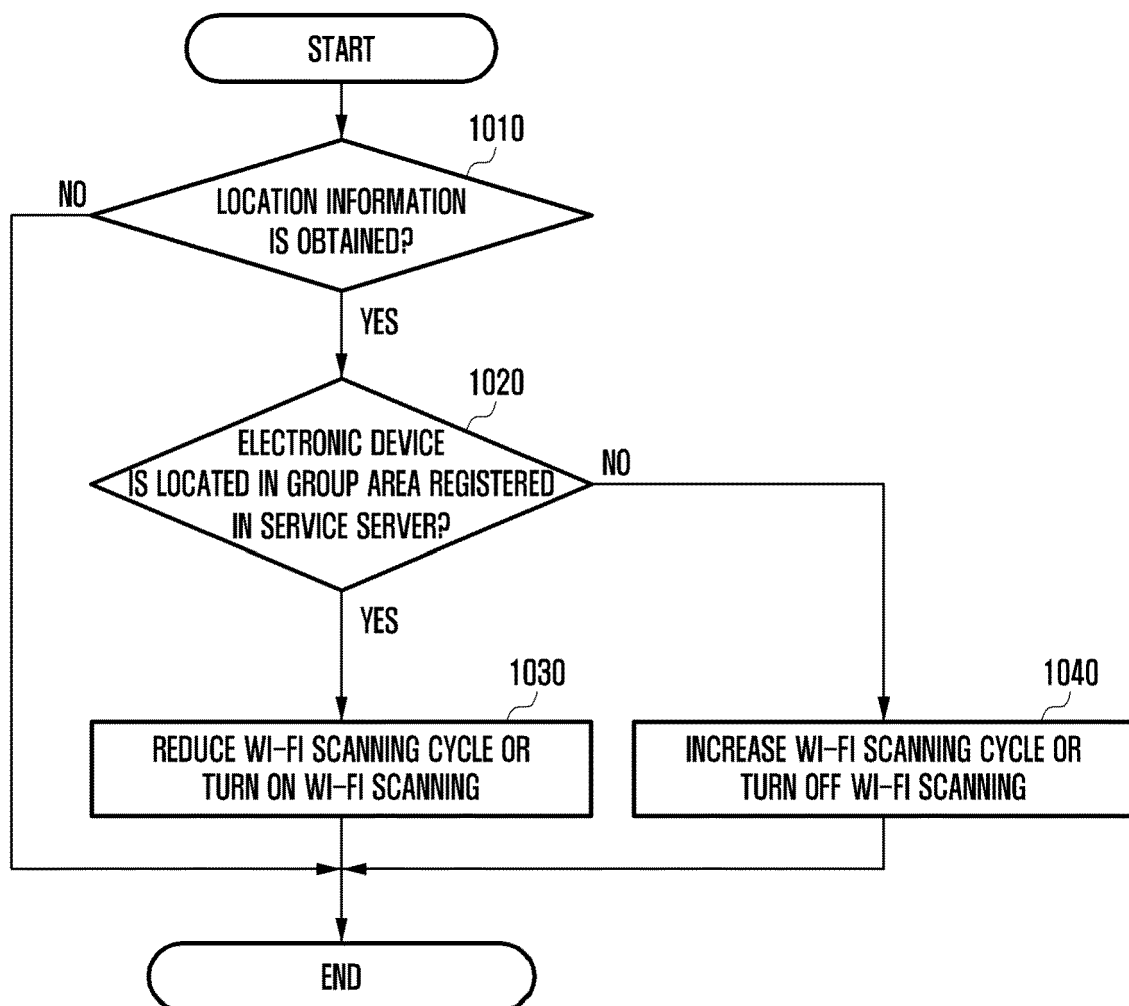 START
1010
NO
LOCATION INFORMATION
IS OBTAINED?
YES
1020
ELECTRONIC DEVICE
IS LOCATED IN GROUP AREA REGISTERED
IN SERVICE SERVER?
NO
YES
1030
REDUCE WI-FI SCANNING CYCLE OR
TURN ON WI-FI SCANNING
1040
INCREASE WI-FI SCANNING CYCLE OR
TURN OFF WI-FI SCANNING
END